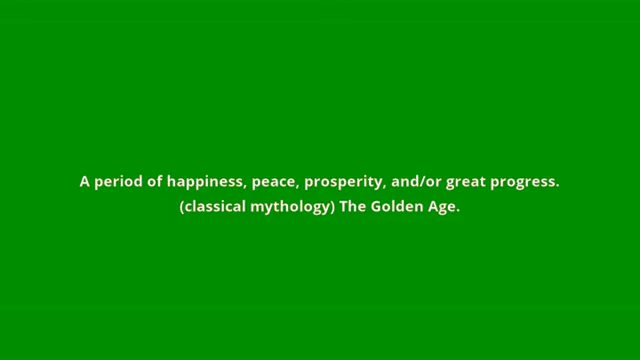 A period of happiness, peace, prosperity, and/or great progress.
(classical mythology) The Golden Age.